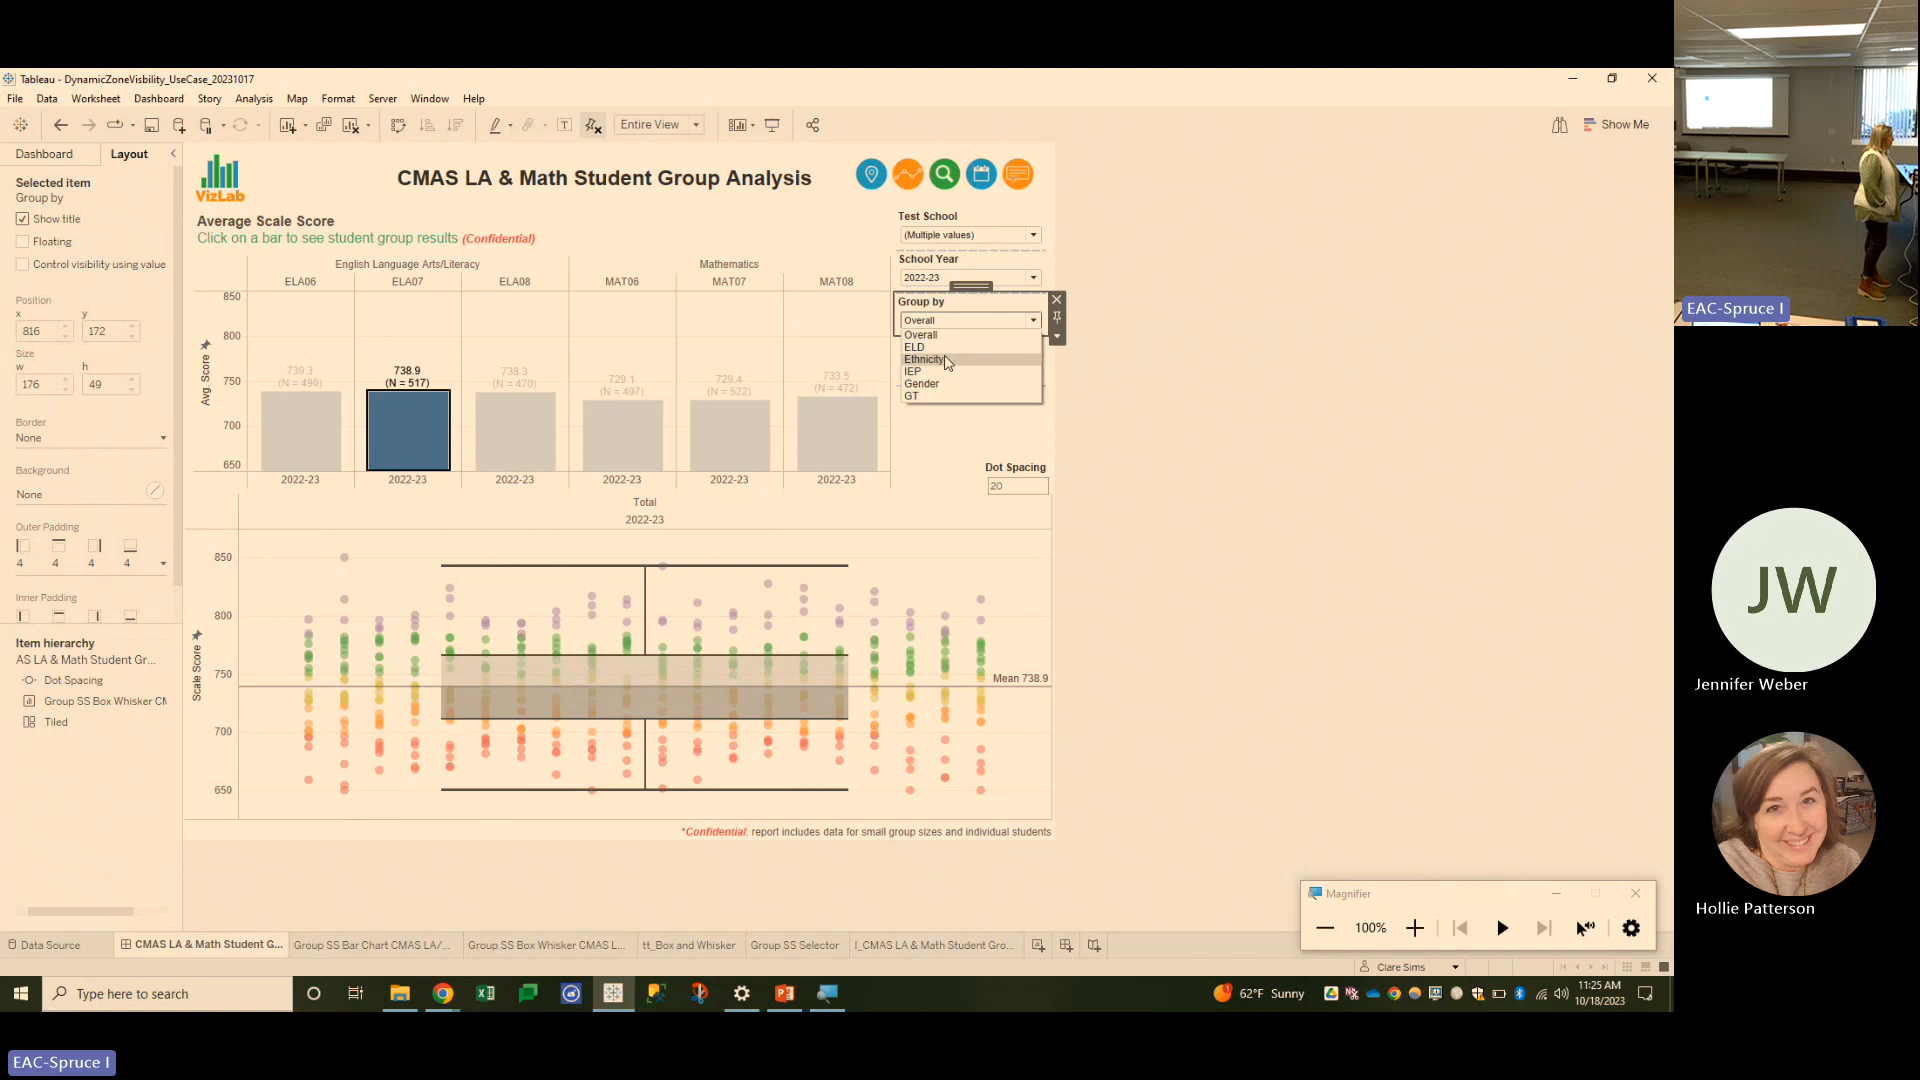 Tableau - DynamicZoneVisbility_UseCase_20231017
File Data Worksheet Dashboard Story Analysis Map Format Server Window Help
Entire View
Show Me
Dashboard Layout
Selected item
Group by
Show title
Floating
Control visibility using value
Position
x y
816 172
Size
w h
176 49
Border
None
Background
None
Outer Padding
4 4 4 4
Inner Padding
Item hierarchy
AS LA & Math Student Gr...
Dot Spacing
Group SS Box Whisker CM
Tiled
VizLab
CMAS LA & Math Student Group Analysis
Average Scale Score
Click on a bar to see student group results (Confidential)
Test School
(Multiple values)
School Year
2022-23
Group by
Overall
Overall
ELD
Ethnicity
IEP
Gender
GT
Dot Spacing
20
English Language Arts/Literacy Mathematics
ELA06 ELA07 ELA08 MAT06 MAT07 MAT08
Avg. Score
850
800
750
700
650
739.3
(N = 490)
738.9
(N = 517)
738.3
(N = 470)
729.1
(N = 497)
729.4
(N = 522)
733.5
(N = 472)
2022-23 2022-23 2022-23 2022-23 2022-23 2022-23
Total
2022-23
Scale Score
850
800
750
700
650
Mean 738.9
*Confidential: report includes data for small group sizes and individual students
Magnifier
100%
Data Source CMAS LA & Math Student G... Group SS Bar Chart CMAS LA/... Group SS Box Whisker CMAS L... tt_Box and Whisker Group SS Selector I_CMAS LA & Math Student Gro...
Clare Sims
Type here to search
62°F Sunny
11:25 AM
10/18/2023
EAC-Spruce I
JW
Jennifer Weber
Hollie Patterson
EAC-Spruce I